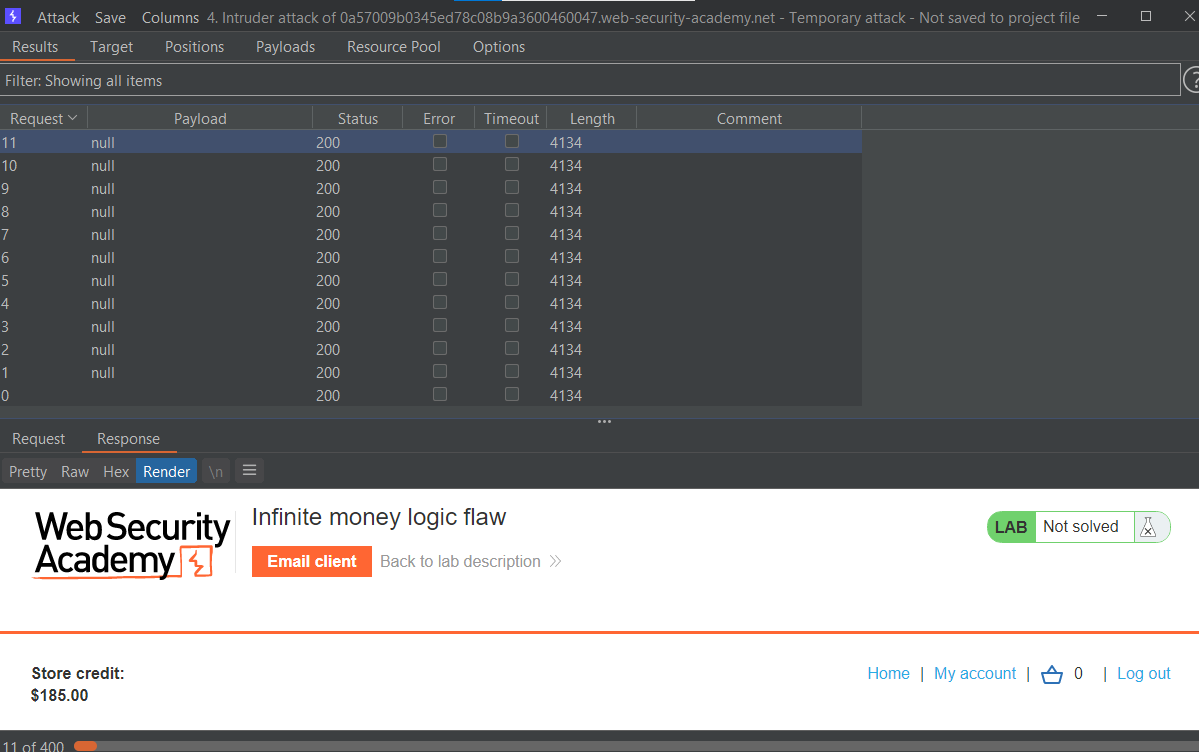 Attack Save Columns 4. Intruder attack of 0a57009b0345ed78c08b9a3600460047.web-security-academy.net - Temporary attack - Not saved to project file
Results Target Positions Payloads Resource Pool Options
Filter: Showing all items ?
Request Payload Status Error Timeout Length Comment
11 null 200 4134
10 null 200 4134
9 null 200 4134
8 null 200 4134
7 null 200 4134
6 null 200 4134
5 null 200 4134
4 null 200 4134
3 null 200 4134
2 null 200 4134
1 null 200 4134
0 200 4134
Request Response
Pretty Raw Hex Render \n
Web Security
Academy
Infinite money logic flaw
Email client Back to lab description
LAB Not solved
Store credit:
$185.00
Home | My account | 0 | Log out
11 of 400